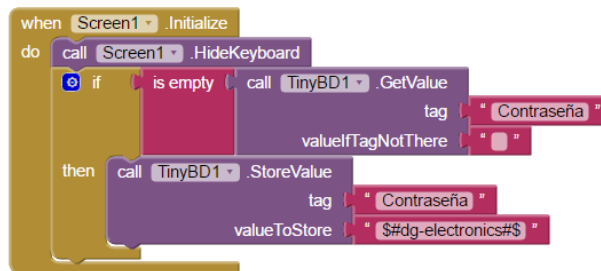 when Screen1 .Initialize
do call Screen1 .HideKeyboard
if is empty call TinyBD1 .GetValue
tag " Contraseña "
valueIfTagNotThere " "
then call TinyBD1 .StoreValue
tag " Contraseña "
valueToStore " $#dg-electronics#$ "